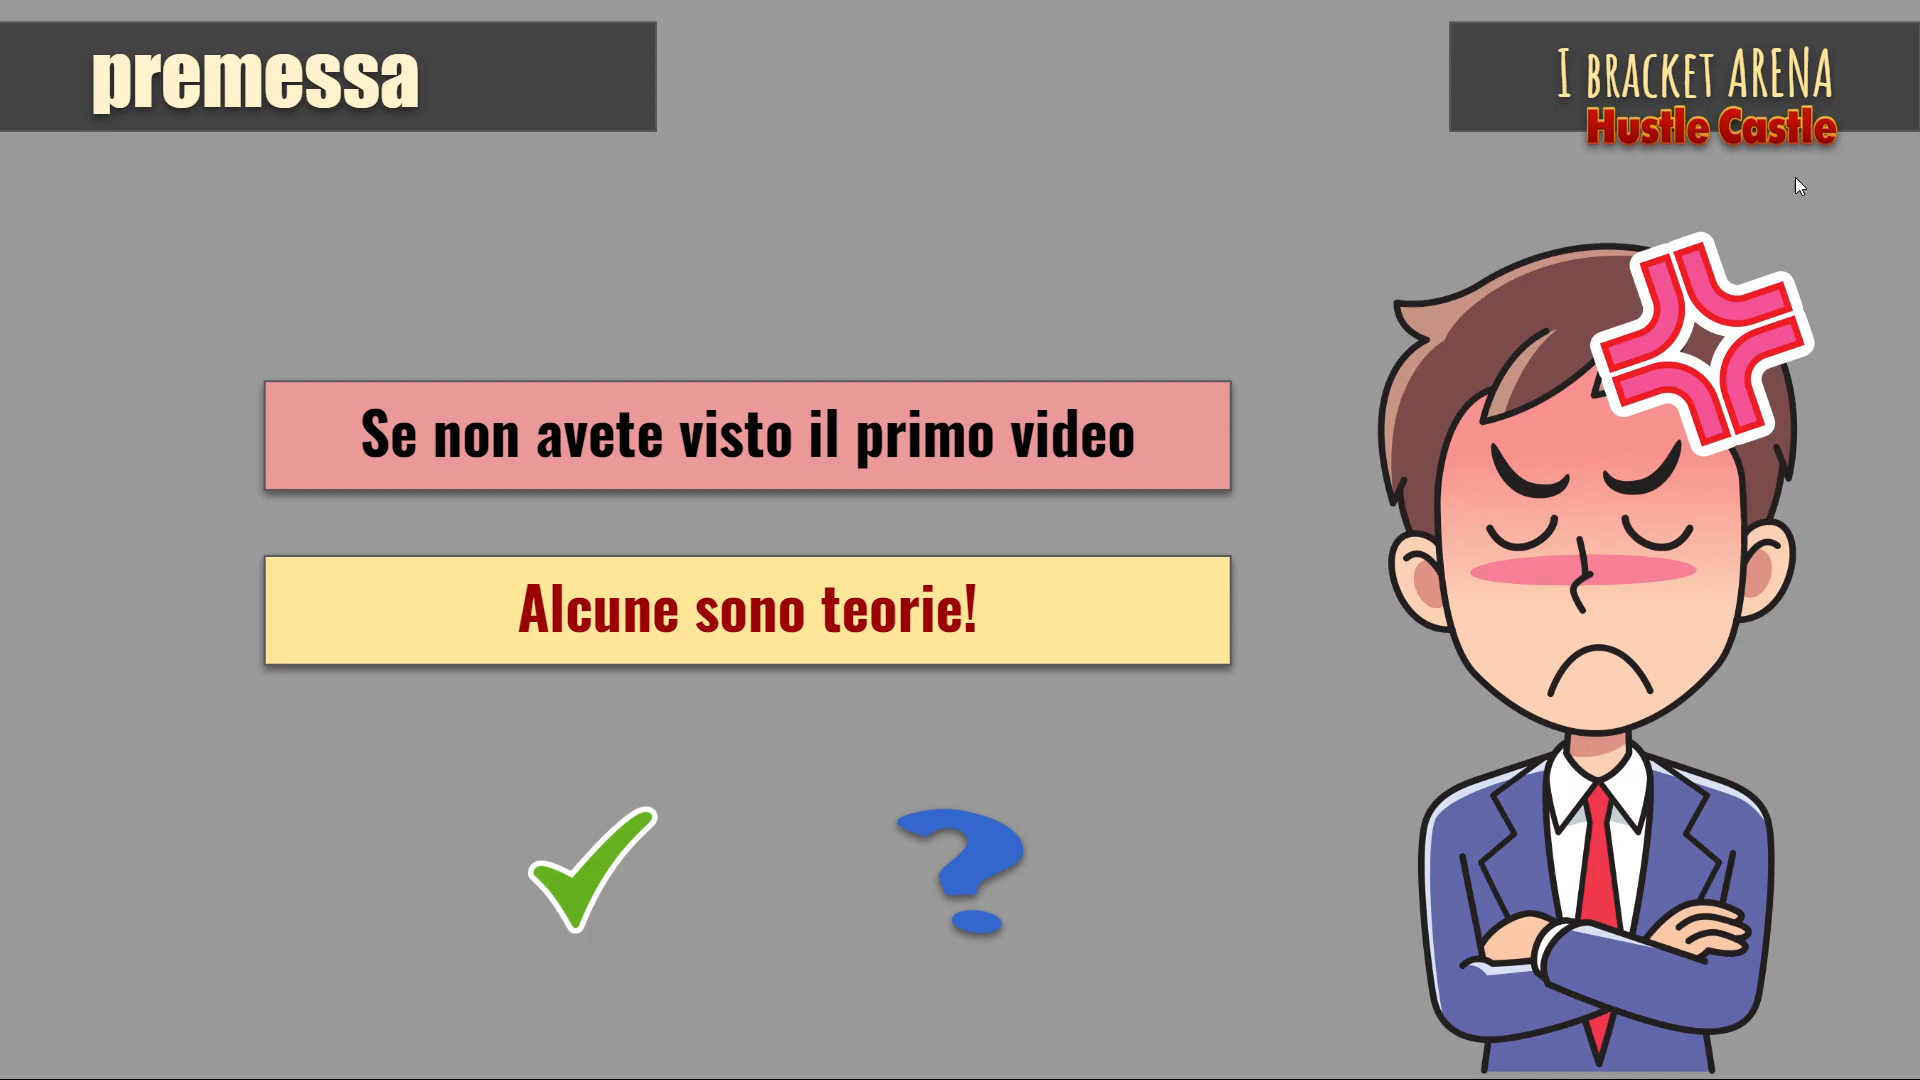 premessa
I BRACKET ARENA
Hustle Castle
Se non avete visto il primo video
Alcune sono teorie!
?